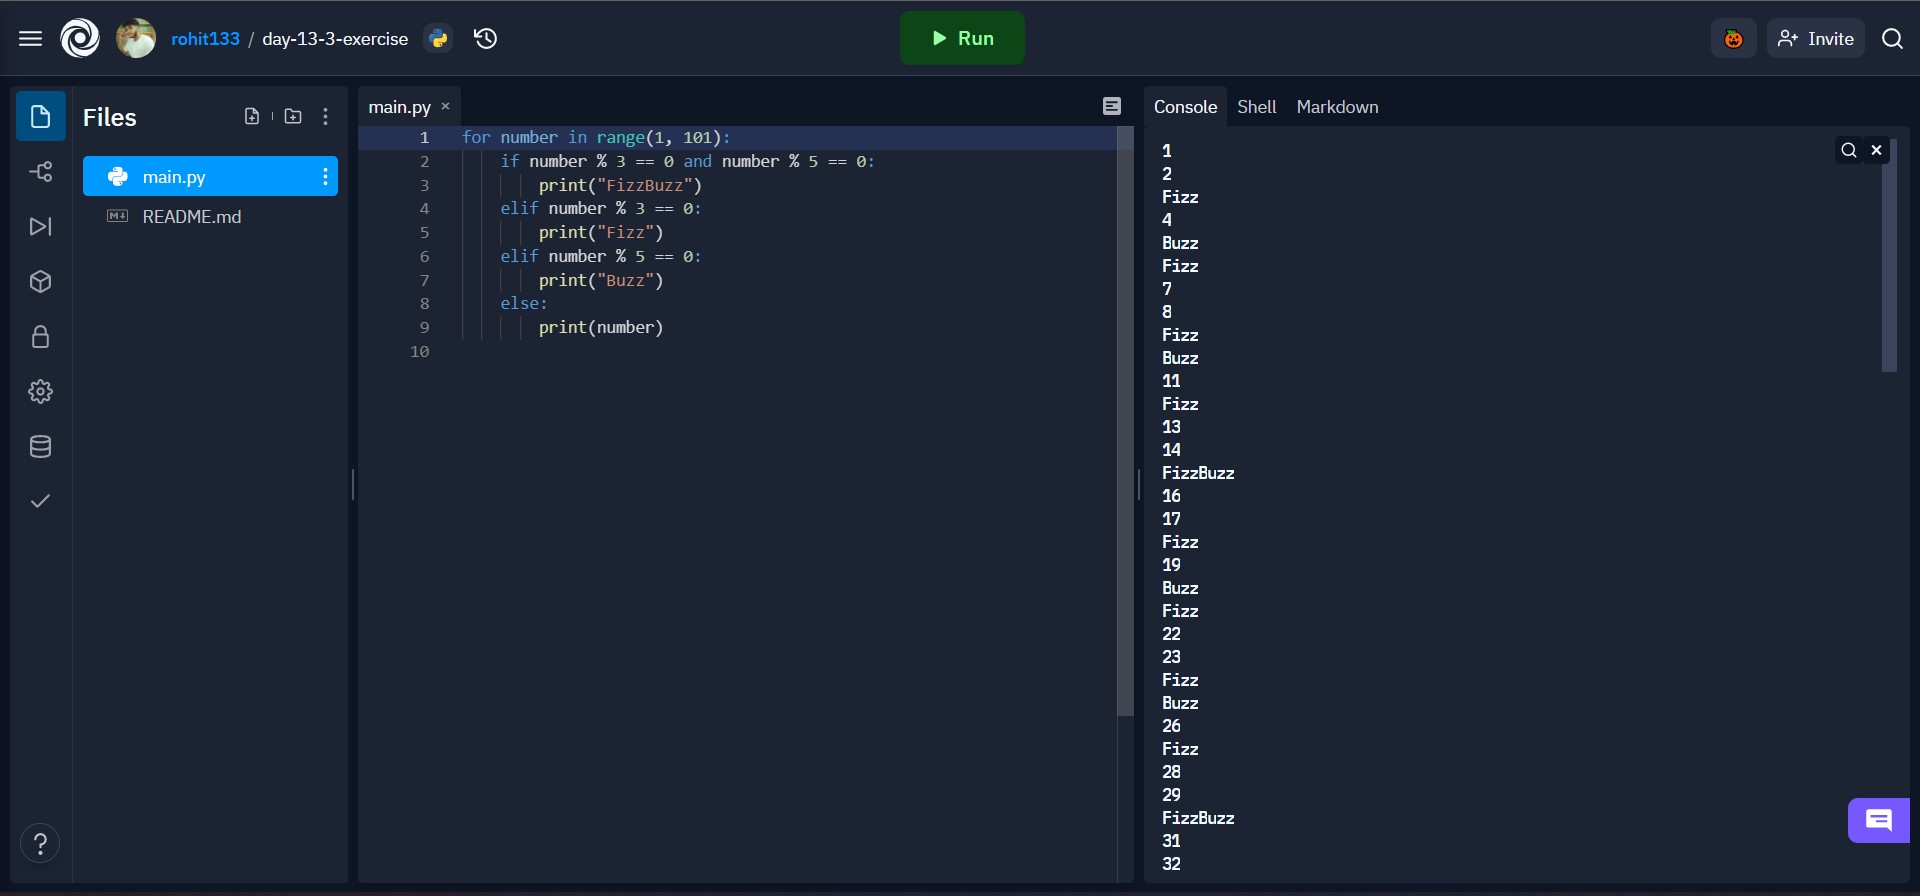 rohit133 / day-13-3-exercise
Run
Invite
Files
main.py
README.md
main.py ×
1 for number in range(1, 101):
2 if number % 3 == 0 and number % 5 == 0:
3 print("FizzBuzz")
4 elif number % 3 == 0:
5 print("Fizz")
6 elif number % 5 == 0:
7 print("Buzz")
8 else:
9 print(number)
10
Console Shell Markdown
1
2
Fizz
4
Buzz
Fizz
7
8
Fizz
Buzz
11
Fizz
13
14
FizzBuzz
16
17
Fizz
19
Buzz
Fizz
22
23
Fizz
Buzz
26
Fizz
28
29
FizzBuzz
31
32
?